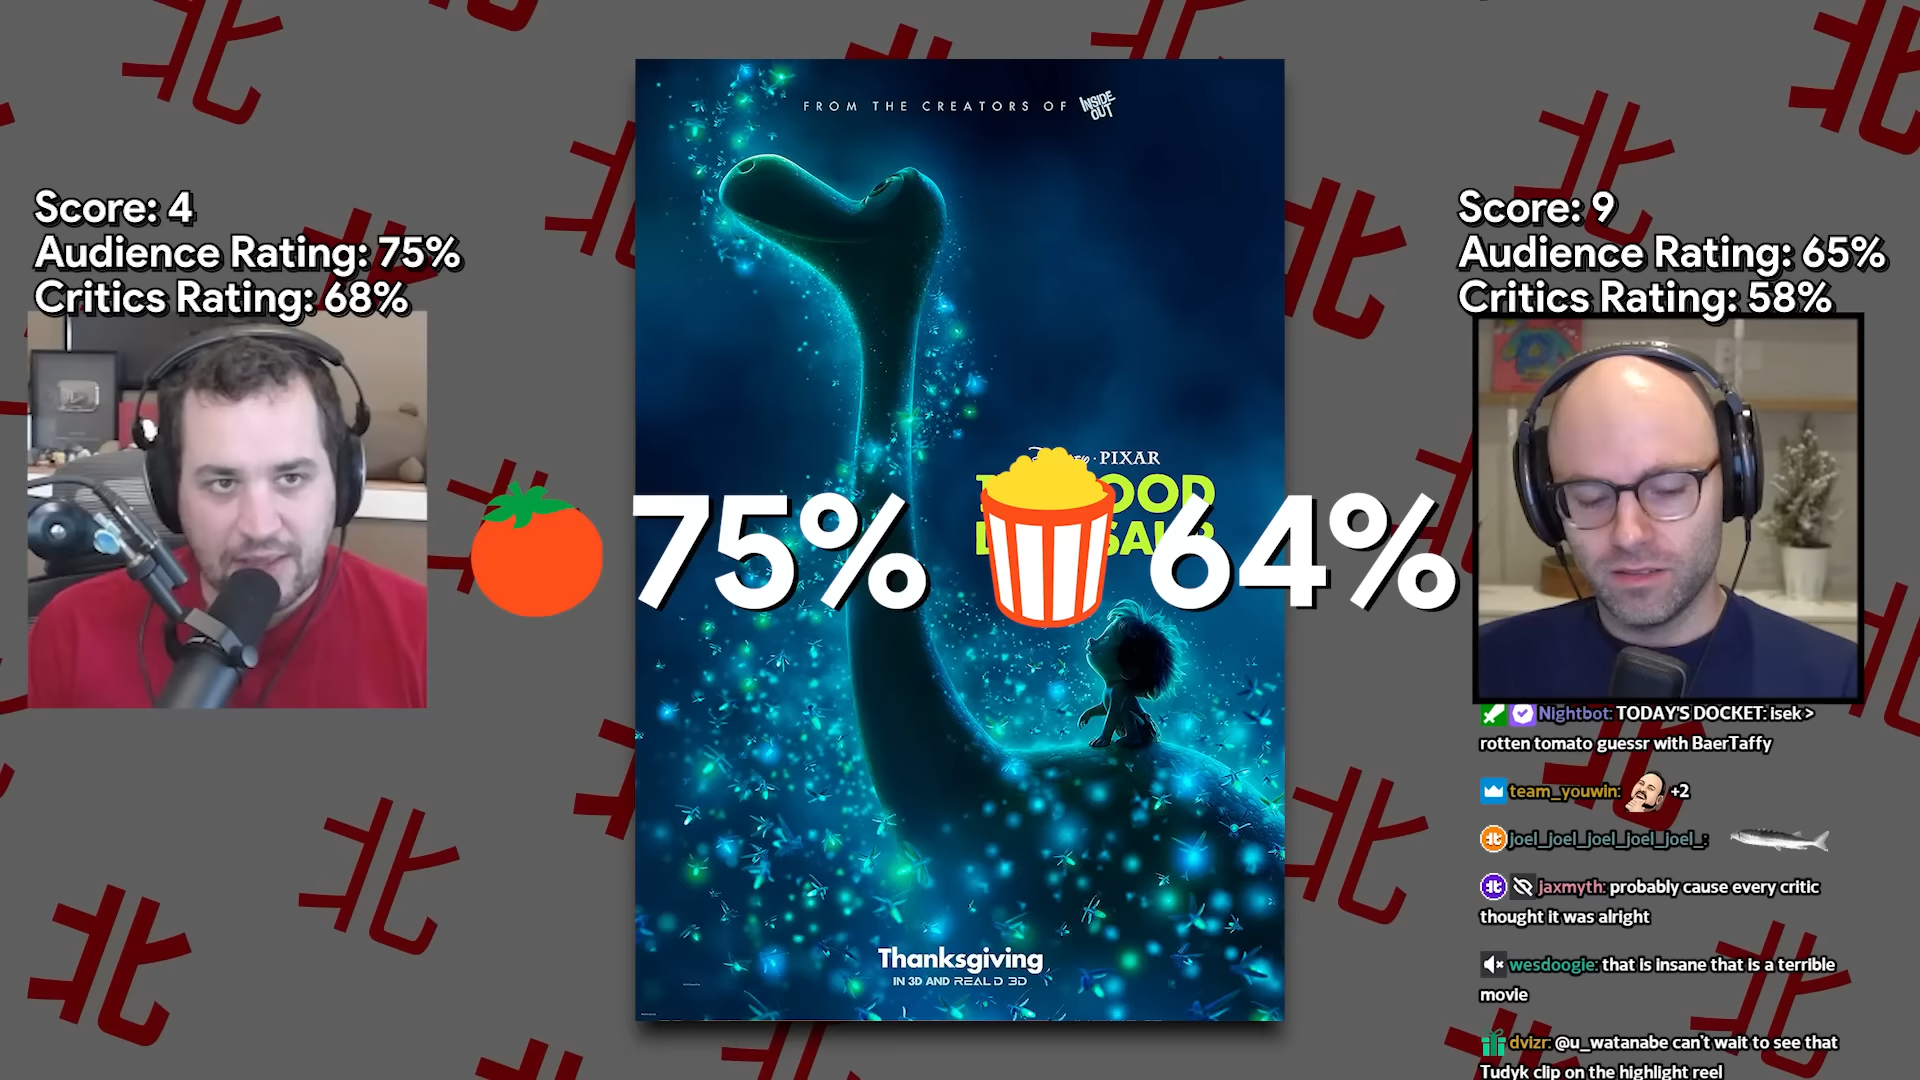 FROM THE CREATORS OF INSIDE OUT
Score: 4
Audience Rating: 75%
Critics Rating: 68%
Score: 9
Audience Rating: 65%
Critics Rating: 58%
PIXAR
75%
64%
Thanksgiving
IN 3D AND REAL D 3D
Nightbot: TODAY'S DOCKET: isek >
rotten tomato guessr with BaerTaffy
team_youwin: +2
joel_joel_joel_joel_joel_:
jaxmyth: probably cause every critic
thought it was alright
wesdoogie: that is insane that is a terrible
movie
dvizr: @u_watanabe can't wait to see that
Tudyk clip on the highlight reel
北